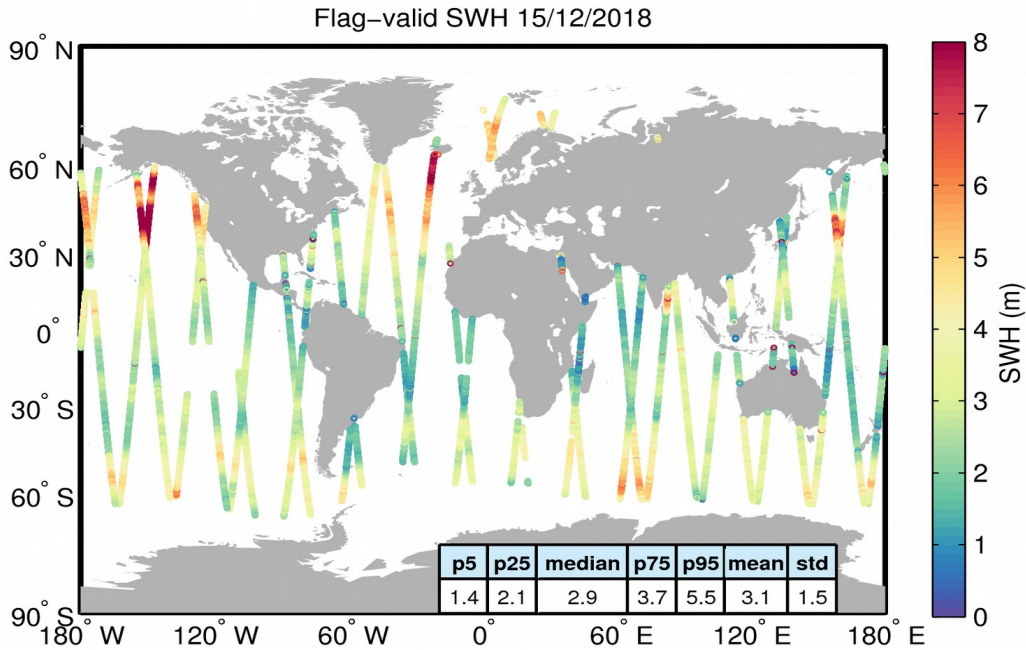 Flag−valid SWH 15/12/2018
90° N
60° N
30° N
0°
30° S
60° S
90° S
180° W
120° W
60° W
0°
60° E
120° E
180° E
p5 p25 median p75 p95 mean std
1.4 2.1 2.9 3.7 5.5 3.1 1.5
8
7
6
5
4
3
2
1
0
SWH (m)